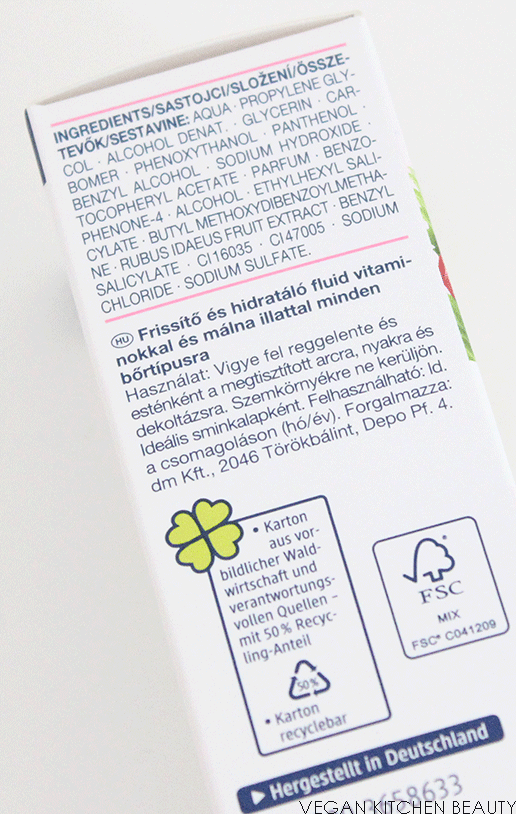 INGREDIENTS/SASTOJCI/SLOŽENÍ/ÖSSZE-
TEVŐK/SESTAVINE: AQUA · PROPYLENE GLY-
COL · ALCOHOL DENAT. · GLYCERIN · CAR-
BOMER · PHENOXYTHANOL · PANTHENOL ·
BENZYL ALCOHOL · SODIUM HYDROXIDE ·
TOCOPHERYL ACETATE · PARFUM · BENZO-
PHENONE-4 · ALCOHOL · ETHYLHEXYL SALI-
CYLATE · BUTYL METHOXYDIBENZOYLMETHA-
NE · RUBUS IDAEUS FRUIT EXTRACT · BENZYL
SALICYLATE · CI 16035 · CI 47005 · SODIUM
CHLORIDE · SODIUM SULFATE.
HU Frissítő és hidratáló fluid vitami-
nokkal és málna illattal minden
bőrtípusra
Használat: Vigye fel reggelente és
esténként a megtisztított arcra, nyakra és
dekoltázsra. Szemkörnyékre ne kerüljön.
Ideális sminkalapként. Felhasználható: ld.
a csomagoláson (hó/év). Forgalmazza:
dm Kft., 2046 Törökbálint, Depo Pf. 4.
• Karton
aus vor-
bildlicher Wald-
wirtschaft und
verantwortungs-
vollen Quellen –
mit 50% Recyc-
ling-Anteil
50%
• Karton
recyclebar
FSC
MIX
FSC® C041209
Hergestellt in Deutschland
658633
VEGAN KITCHEN BEAUTY